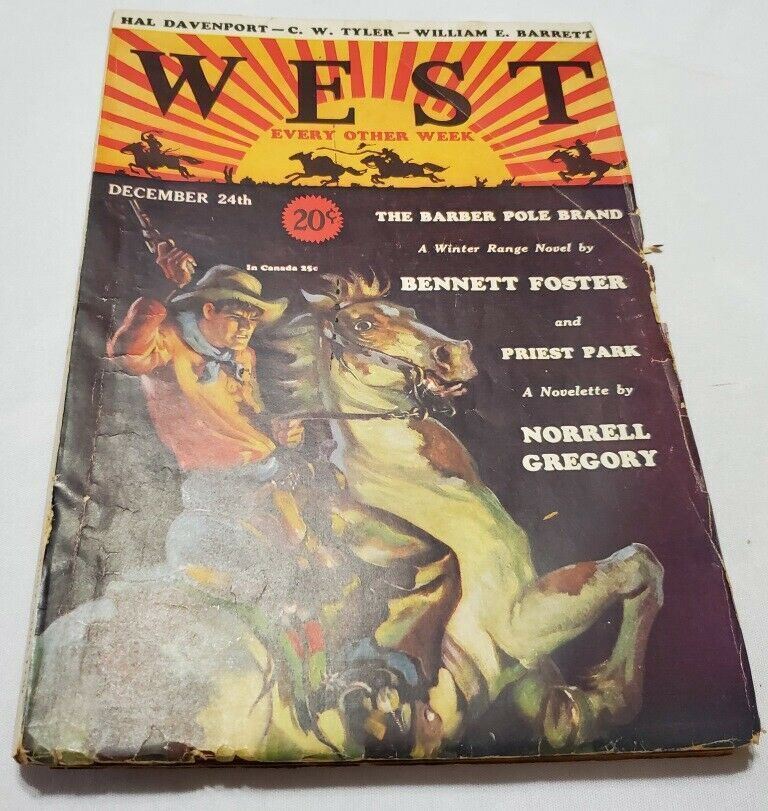 HAL DAVENPORT — C. W. TYLER — WILLIAM E. BARRETT
WEST
EVERY OTHER WEEK
DECEMBER 24th
20¢
In Canada 25c
THE BARBER POLE BRAND
A Winter Range Novel by
BENNETT FOSTER
and
PRIEST PARK
A Novelette by
NORRELL
GREGORY